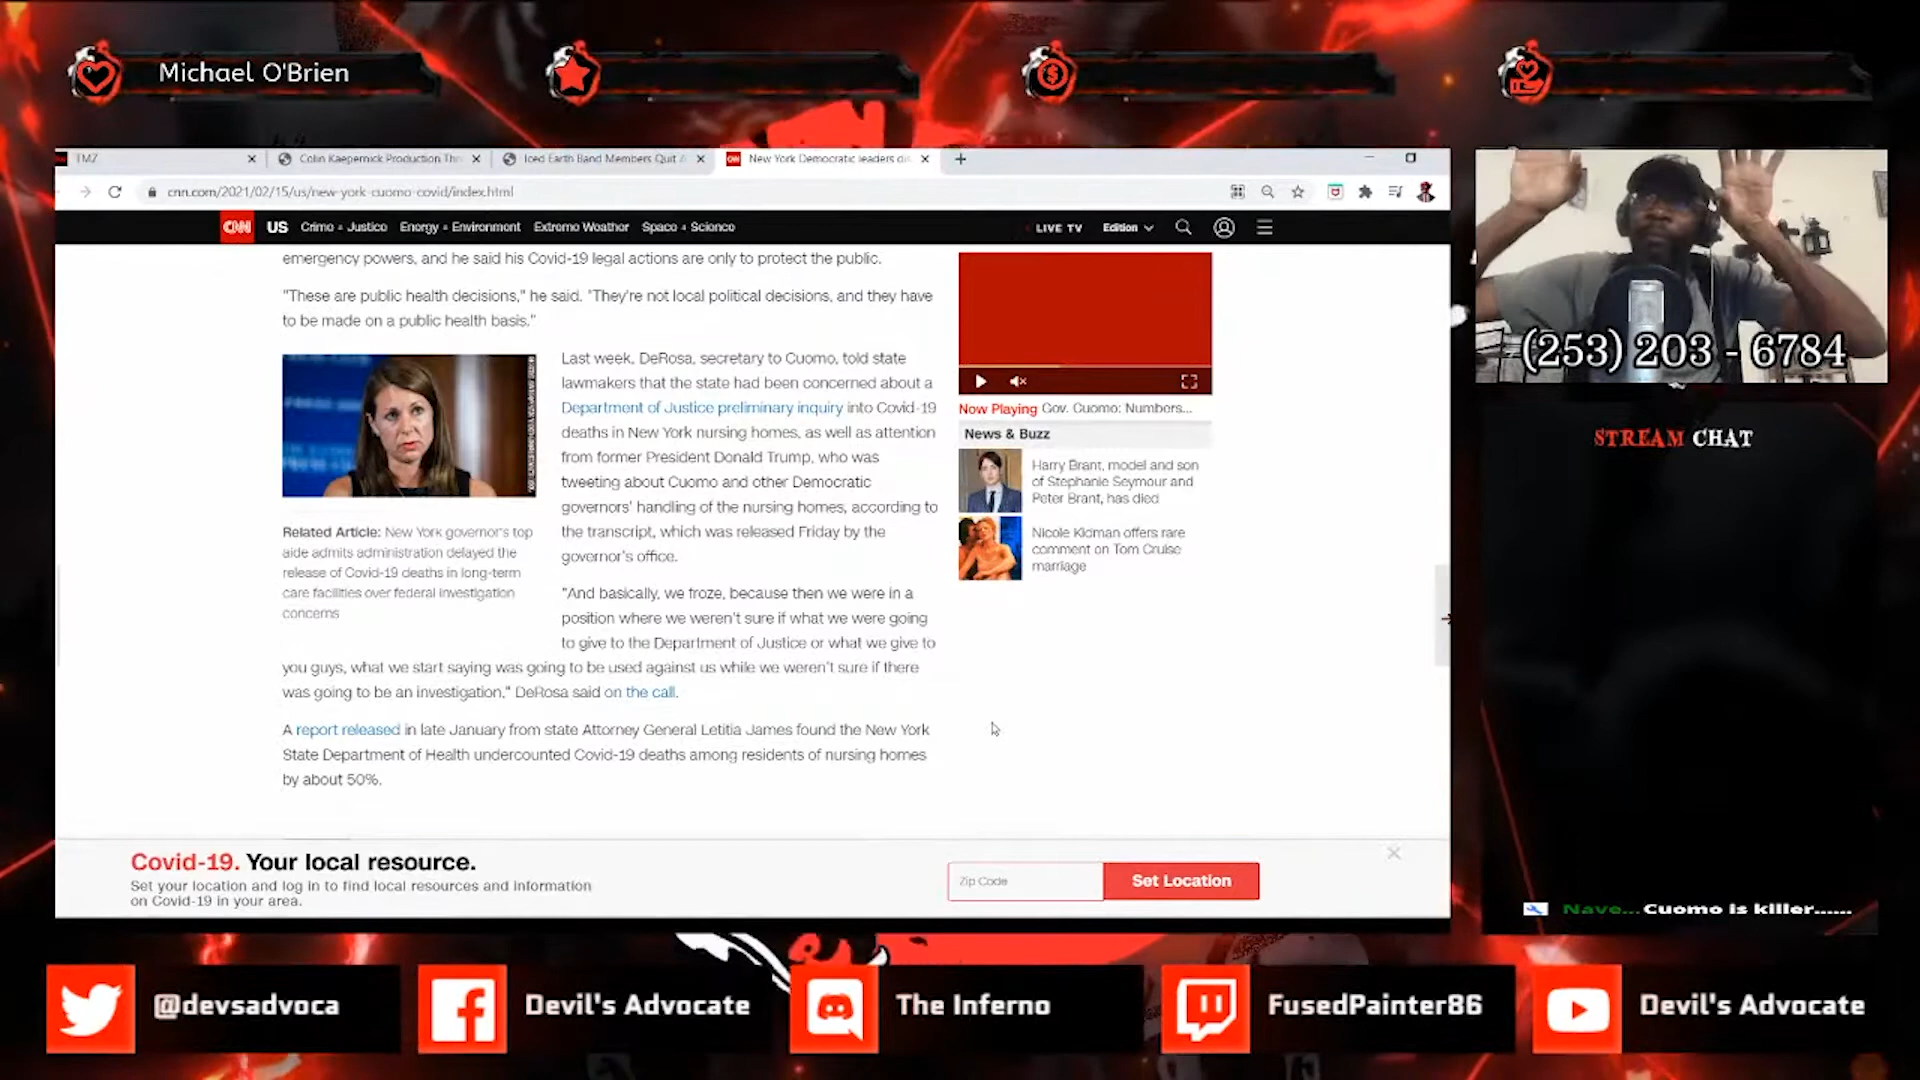 Michael O'Brien
TMZ
Colin Kaepernick Production Thr
Iced Earth Band Members Quit A
New York Democratic leaders di
cnn.com/2021/02/15/us/new-york-cuomo-covid/index.html
CNN US Crime + Justice Energy + Environment Extreme Weather Space + Science LIVE TV Edition
emergency powers, and he said his Covid-19 legal actions are only to protect the public.
"These are public health decisions," he said. "They're not local political decisions, and they have
to be made on a public health basis."
Last week, DeRosa, secretary to Cuomo, told state
lawmakers that the state had been concerned about a
Department of Justice preliminary inquiry into Covid-19
deaths in New York nursing homes, as well as attention
from former President Donald Trump, who was
tweeting about Cuomo and other Democratic
governors' handling of the nursing homes, according to
the transcript, which was released Friday by the
governor's office.
Related Article: New York governor's top
aide admits administration delayed the
release of Covid-19 deaths in long-term
care facilities over federal investigation
concerns
"And basically, we froze, because then we were in a
position where we weren't sure if what we were going
to give to the Department of Justice or what we give to
you guys, what we start saying was going to be used against us while we weren't sure if there
was going to be an investigation," DeRosa said on the call.
A report released in late January from state Attorney General Letitia James found the New York
State Department of Health undercounted Covid-19 deaths among residents of nursing homes
by about 50%.
Now Playing Gov. Cuomo: Numbers...
News & Buzz
Harry Brant, model and son
of Stephanie Seymour and
Peter Brant, has died
Nicole Kidman offers rare
comment on Tom Cruise
marriage
Covid-19. Your local resource.
Set your location and log in to find local resources and information
on Covid-19 in your area.
Zip Code
Set Location
(253) 203 - 6784
STREAM CHAT
Nave... Cuomo is killer......
@devsadvoca
Devil's Advocate
The Inferno
FusedPainter86
Devil's Advocate